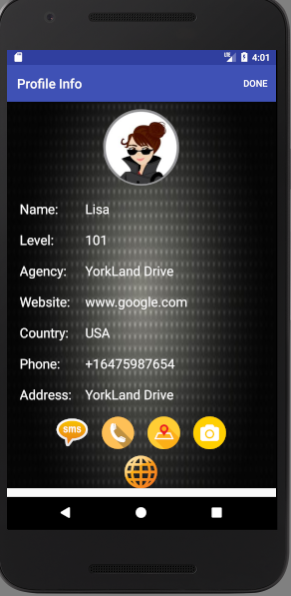 4:01
Profile Info DONE
Name: Lisa
Level: 101
Agency: YorkLand Drive
Website: www.google.com
Country: USA
Phone: +16475987654
Address: YorkLand Drive
sms